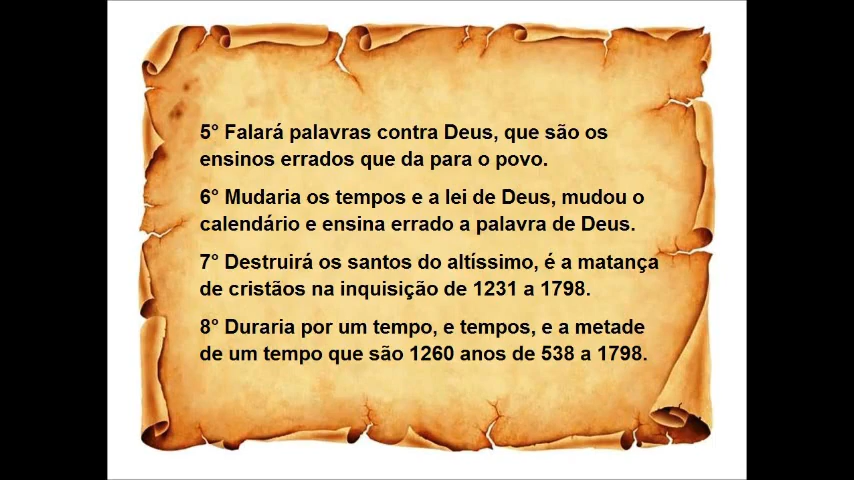 5° Falará palavras contra Deus, que são os
ensinos errados que da para o povo.
6° Mudaria os tempos e a lei de Deus, mudou o
calendário e ensina errado a palavra de Deus.
7° Destruirá os santos do altíssimo, é a matança
de cristãos na inquisição de 1231 a 1798.
8° Duraria por um tempo, e tempos, e a metade
de um tempo que são 1260 anos de 538 a 1798.